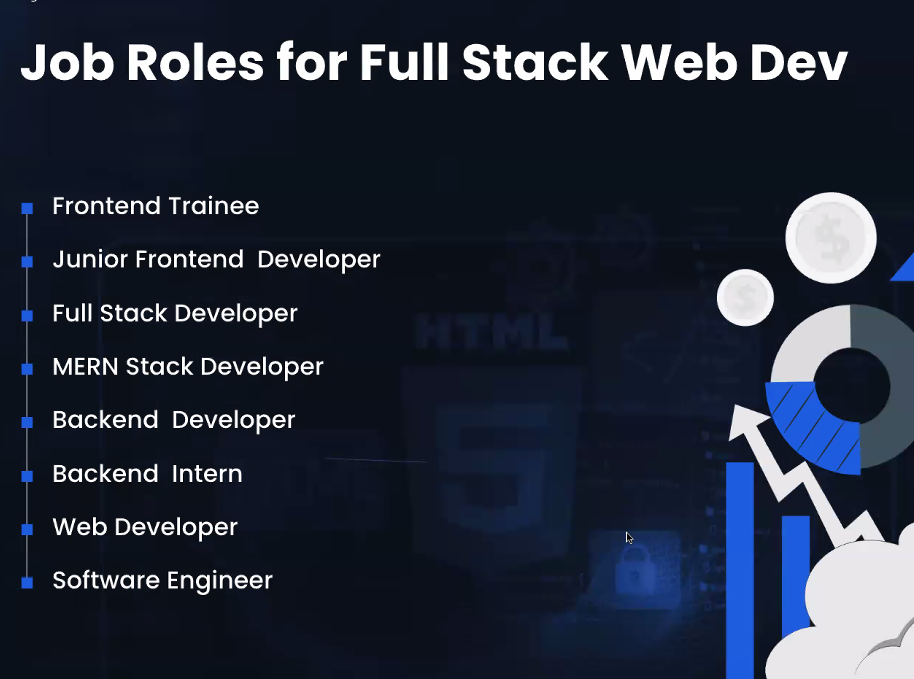 Job Roles for Full Stack Web Dev
Frontend Trainee
Junior Frontend  Developer
Full Stack Developer
MERN Stack Developer
Backend  Developer
Backend  Intern
Web Developer
Software Engineer
HTML
5